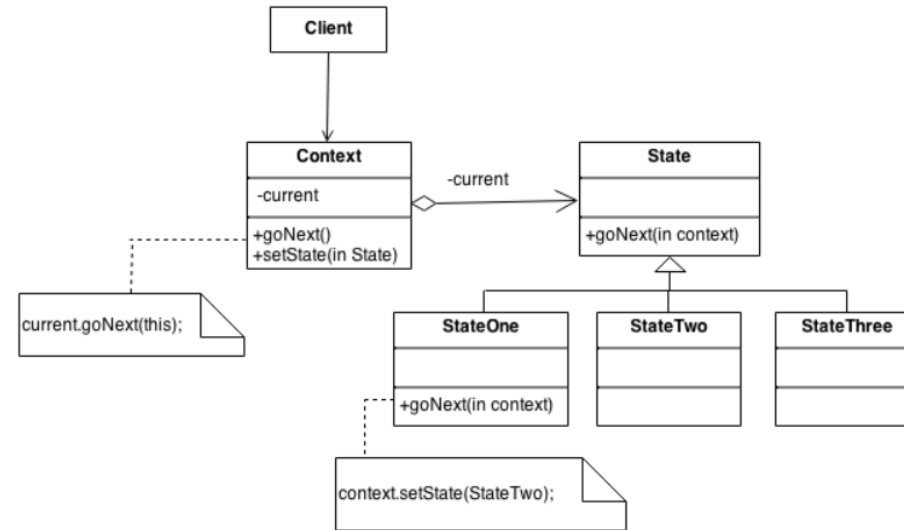 Client
Context
-current
+goNext()
+setState(in State)
-current
State
+goNext(in context)
current.goNext(this);
StateOne
+goNext(in context)
StateTwo
StateThree
context.setState(StateTwo);